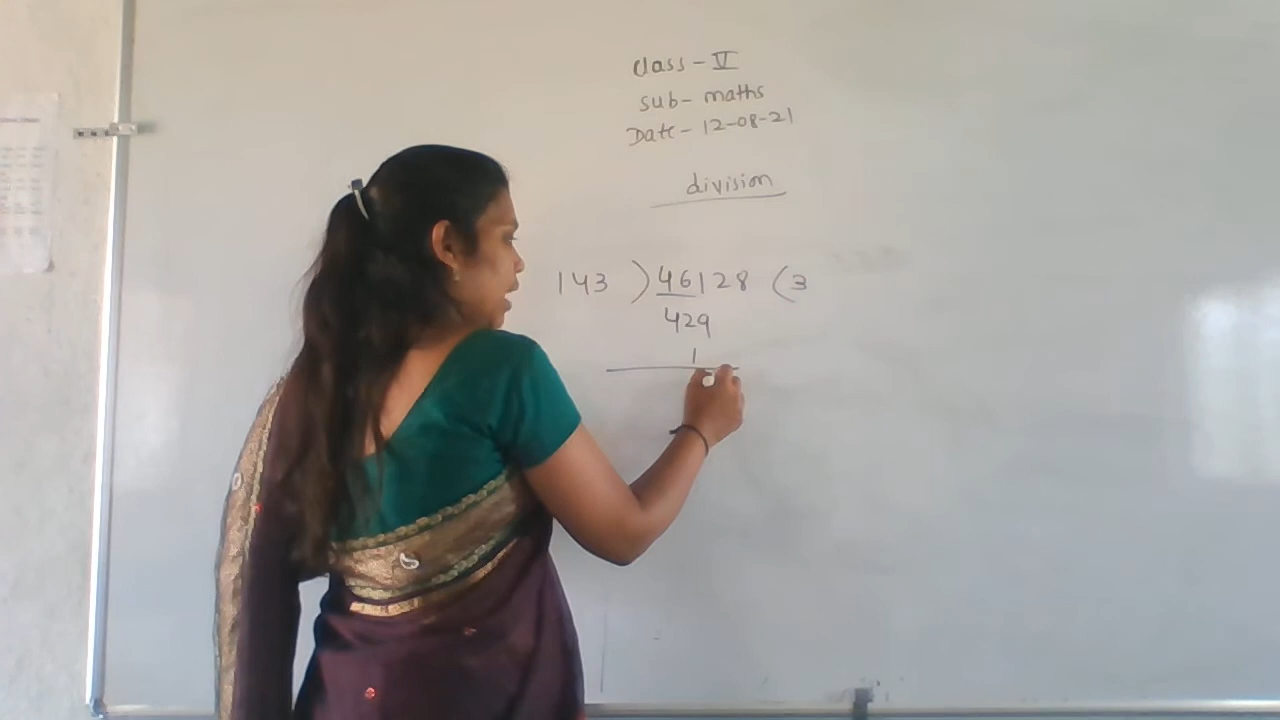 Class - V
Sub - maths
Date - 12-08-21
division
143 ) 46128 ( 3
429
1